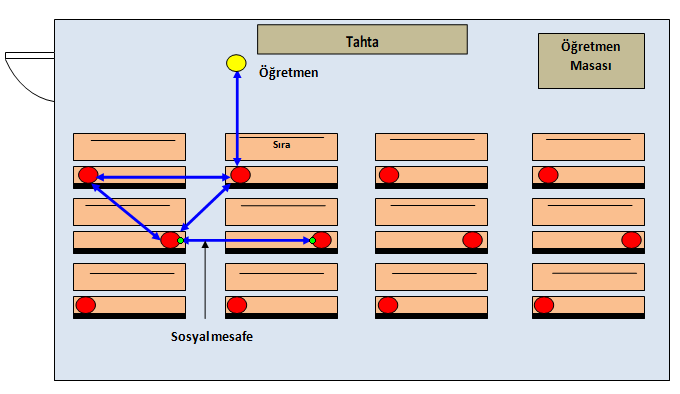 Tahta
Öğretmen
Masası
Öğretmen
Sıra
Sosyal mesafe